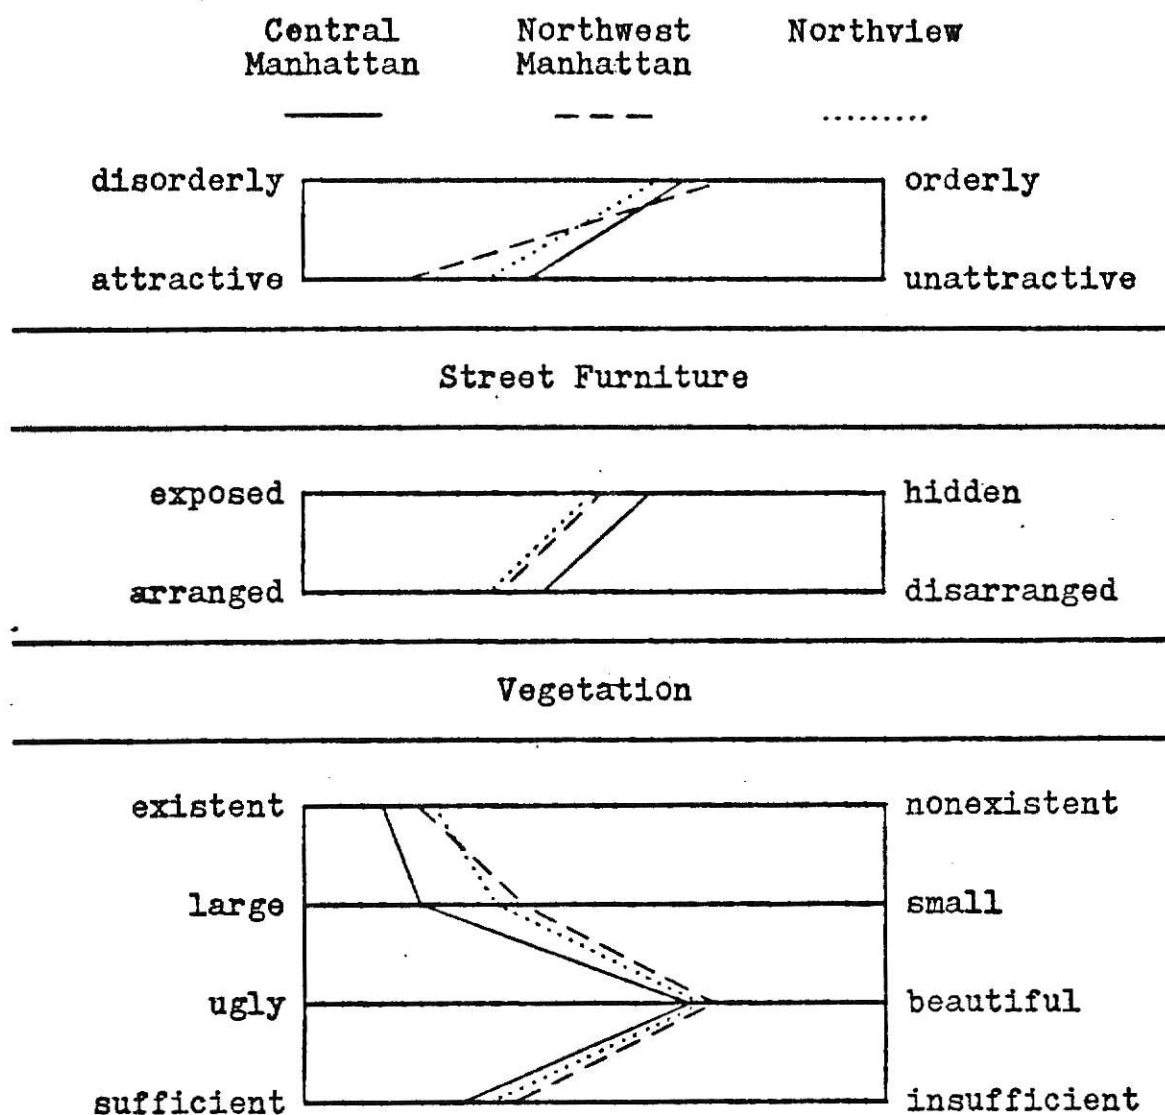 Central Northwest Northview
Manhattan Manhattan
disorderly orderly
attractive unattractive
Street Furniture
exposed hidden
arranged disarranged
Vegetation
existent nonexistent
large small
ugly beautiful
sufficient insufficient